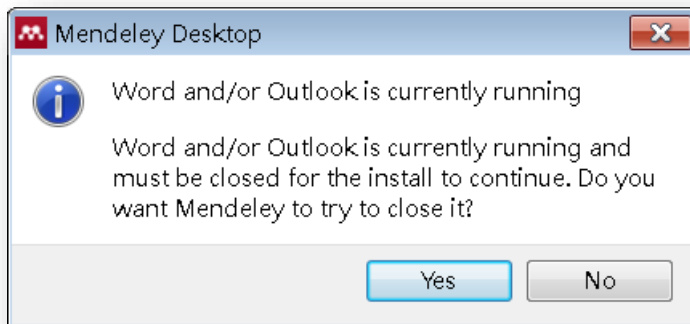 Mendeley Desktop
Word and/or Outlook is currently running
Word and/or Outlook is currently running and
must be closed for the install to continue. Do you
want Mendeley to try to close it?
Yes No